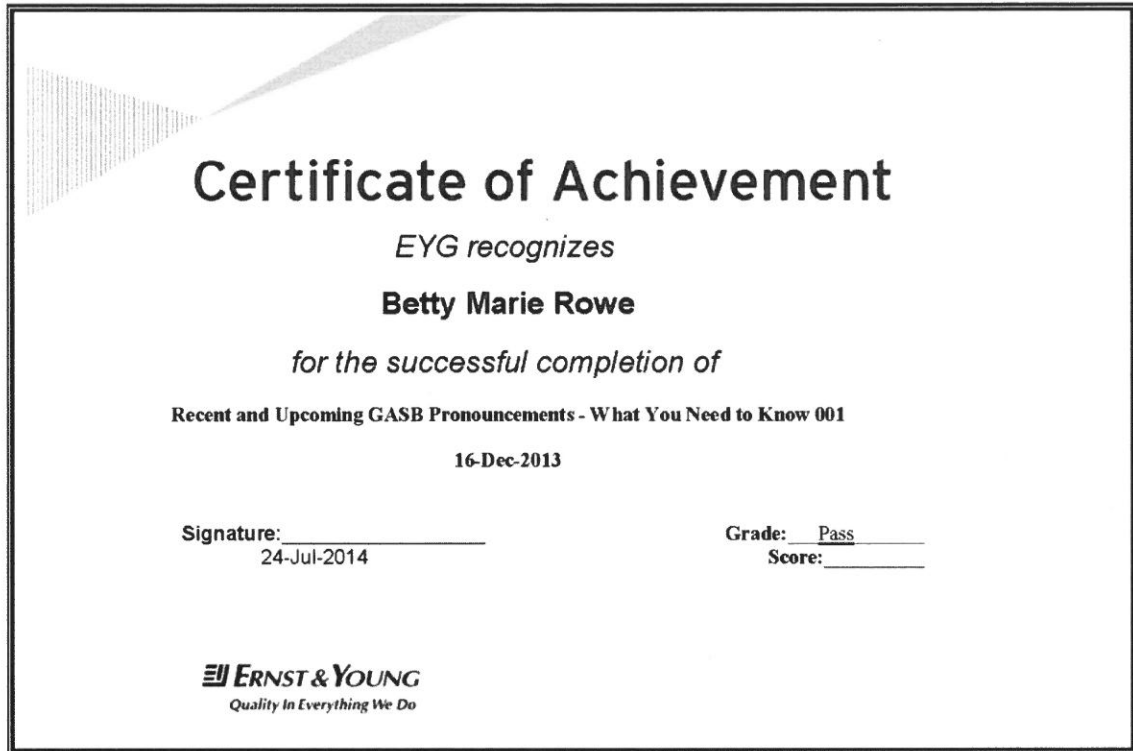 Certificate of Achievement
EYG recognizes
Betty Marie Rowe
for the successful completion of
Recent and Upcoming GASB Pronouncements - What You Need to Know 001
16-Dec-2013
Signature:
24-Jul-2014
Grade: Pass
Score:
ERNST & YOUNG
Quality In Everything We Do